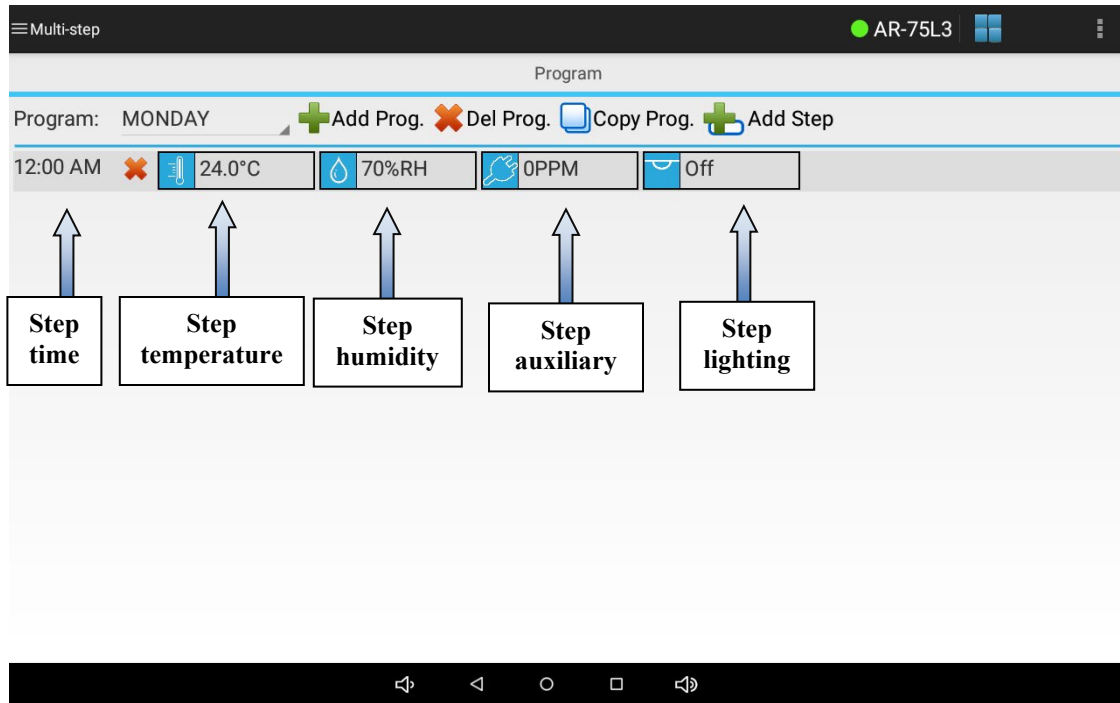 Multi-step
AR-75L3
Program
Program: MONDAY Add Prog. Del Prog. Copy Prog. Add Step
12:00 AM 24.0°C 70%RH 0PPM Off
Step
time
Step
temperature
Step
humidity
Step
auxiliary
Step
lighting